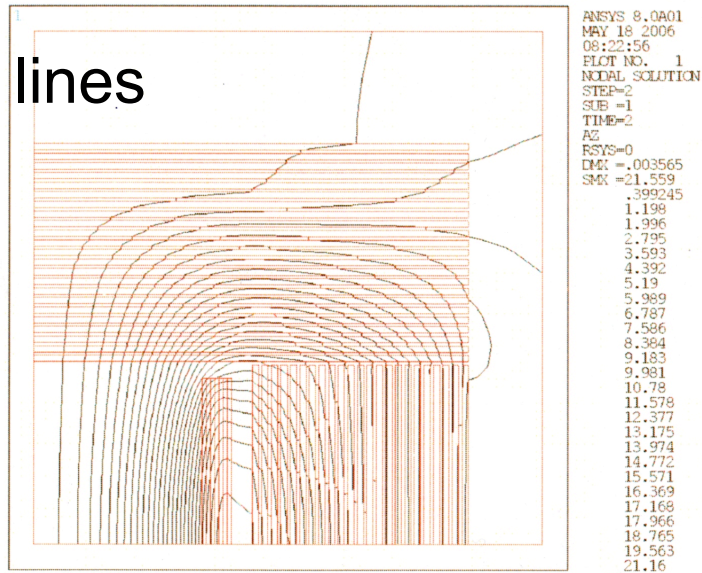 1
lines
ANSYS 8.0A01
MAY 18 2006
08:22:56
PLOT NO. 1
NODAL SOLUTION
STEP=2
SUB =1
TIME=2
AZ
RSYS=0
DMX =.003565
SMX =21.559
.399245
1.198
1.996
2.795
3.593
4.392
5.19
5.989
6.787
7.586
8.384
9.183
9.981
10.78
11.578
12.377
13.175
13.974
14.772
15.571
16.369
17.168
17.966
18.765
19.563
21.16